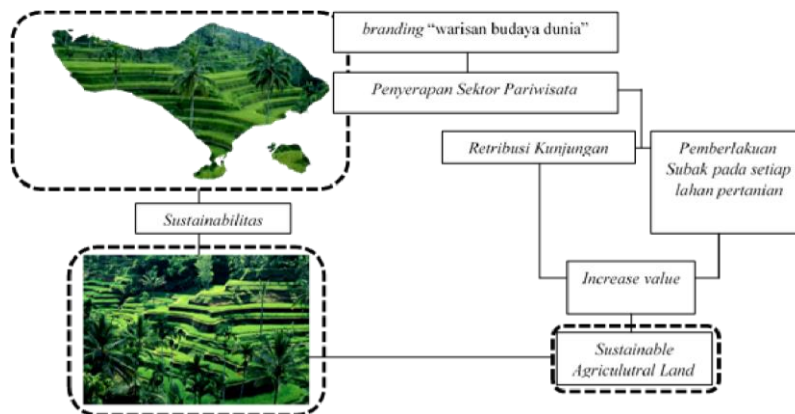 branding “warisan budaya dunia”
Penyerapan Sektor Pariwisata
Retribusi Kunjungan
Pemberlakuan
Subak pada setiap
lahan pertanian
Sustainabilitas
Increase value
Sustainable
Agriculutral Land